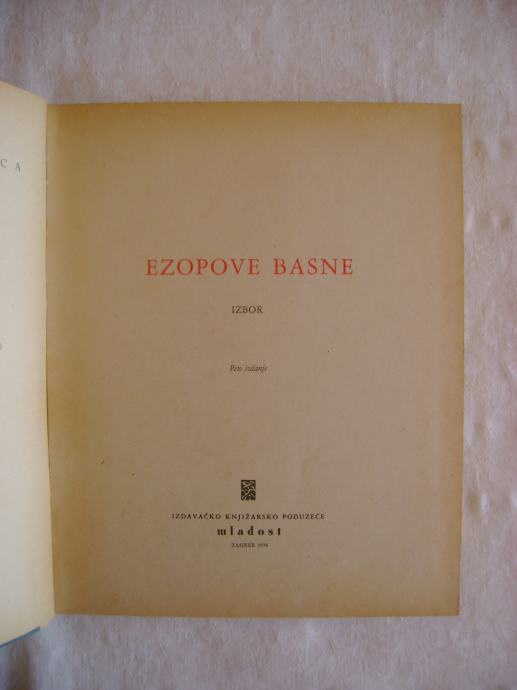 C A
EZOPOVE BASNE
IZBOR
Peto izdanje
IZDAVAČKO KNJIŽARSKO PODUZEĆE
mladost
ZAGREB